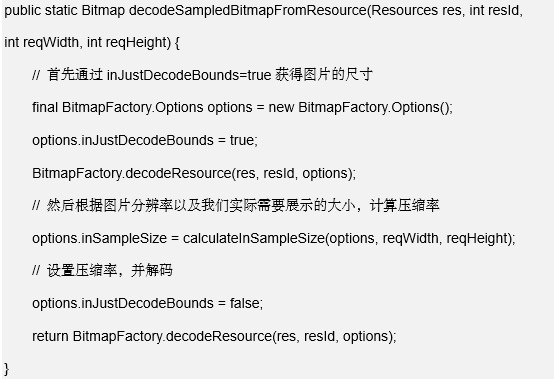 public static Bitmap decodeSampledBitmapFromResource(Resources res, int resId,
int reqWidth, int reqHeight) {
// 首先通过 inJustDecodeBounds=true 获得图片的尺寸
final BitmapFactory.Options options = new BitmapFactory.Options();
options.inJustDecodeBounds = true;
BitmapFactory.decodeResource(res, resId, options);
// 然后根据图片分辨率以及我们实际需要展示的大小，计算压缩率
options.inSampleSize = calculateInSampleSize(options, reqWidth, reqHeight);
// 设置压缩率，并解码
options.inJustDecodeBounds = false;
return BitmapFactory.decodeResource(res, resId, options);
}